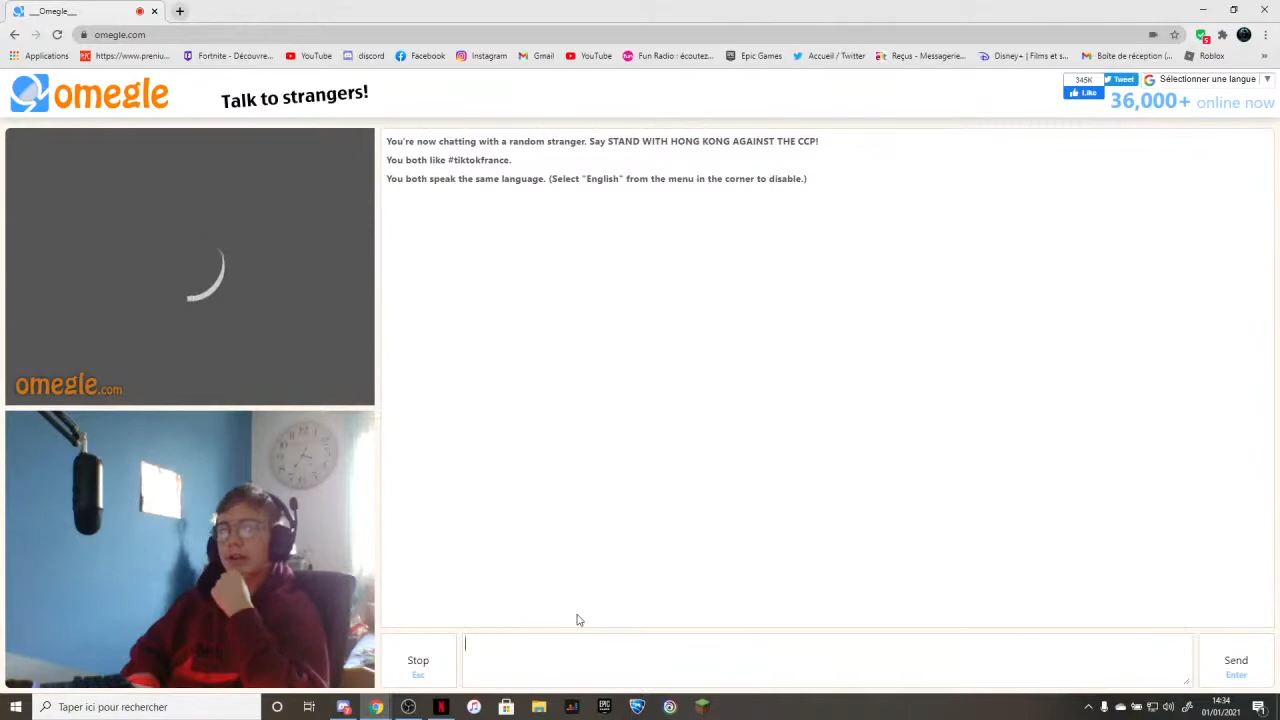 __Omegle__
omegle.com
Applications
https://www.preniu...
Fortnite - Découvre...
YouTube
discord
Facebook
Instagram
Gmail
YouTube
Fun Radio : écoutez...
Epic Games
Accueil / Twitter
Reçus - Messagerie...
Disney+ | Films et s...
Boîte de réception (...
Roblox
omegle
Talk to strangers!
345K
Like
Tweet
Sélectionner une langue
36,000+ online now
You're now chatting with a random stranger. Say STAND WITH HONG KONG AGAINST THE CCP!
You both like #tiktokfrance.
You both speak the same language. (Select "English" from the menu in the corner to disable.)
omegle.com
Stop
Esc
Send
Enter
Taper ici pour rechercher
14:34
01/01/2021